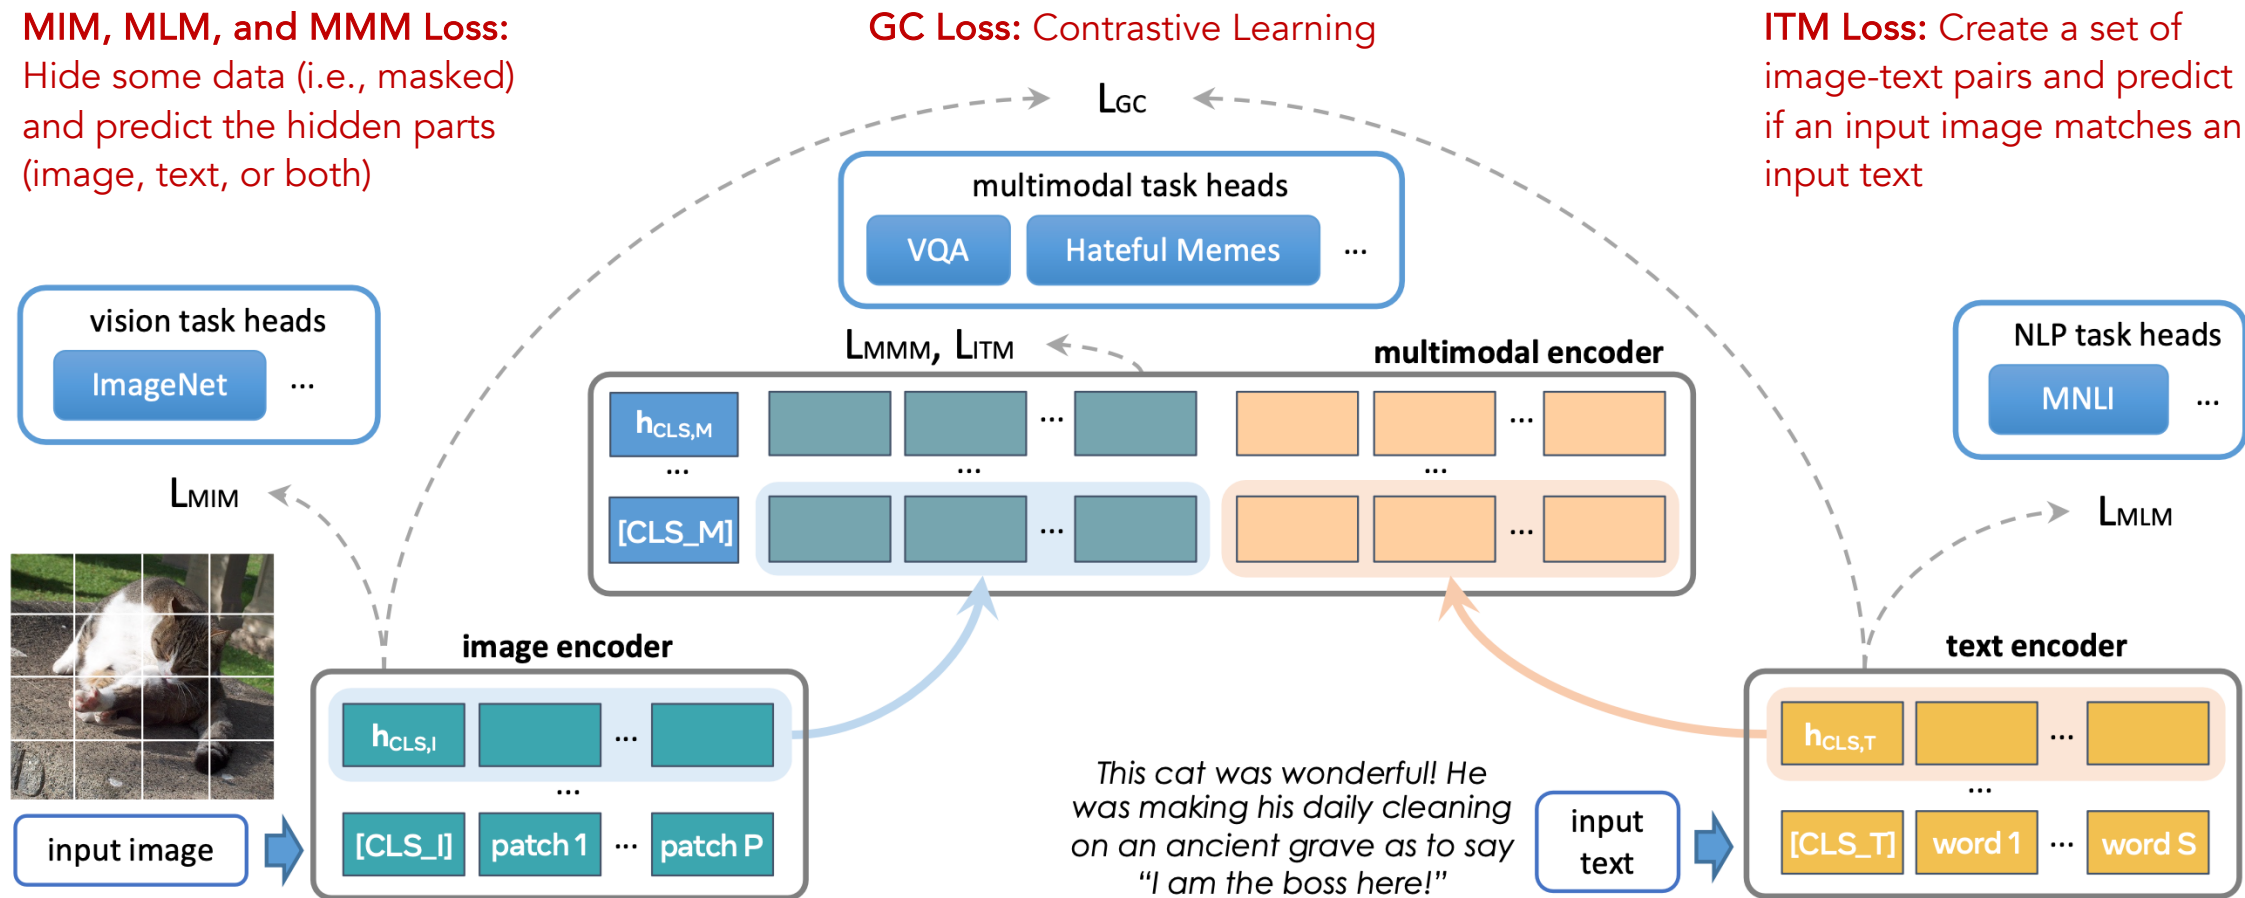 MIM, MLM, and MMM Loss:
Hide some data (i.e., masked)
and predict the hidden parts
(image, text, or both)
GC Loss: Contrastive Learning
ITM Loss: Create a set of
image-text pairs and predict
if an input image matches an
input text
LGC
multimodal task heads
VQA
Hateful Memes
...
vision task heads
ImageNet
...
LMMM, LITM
multimodal encoder
NLP task heads
MNLI
...
hCLS,M
...
...
...
...
...
[CLS_M]
...
...
LMIM
LMLM
image encoder
hCLS,I
...
...
[CLS_I]
patch 1
...
patch P
input image
This cat was wonderful! He
was making his daily cleaning
on an ancient grave as to say
“I am the boss here!”
input
text
text encoder
hCLS,T
...
...
[CLS_T]
word 1
...
word S